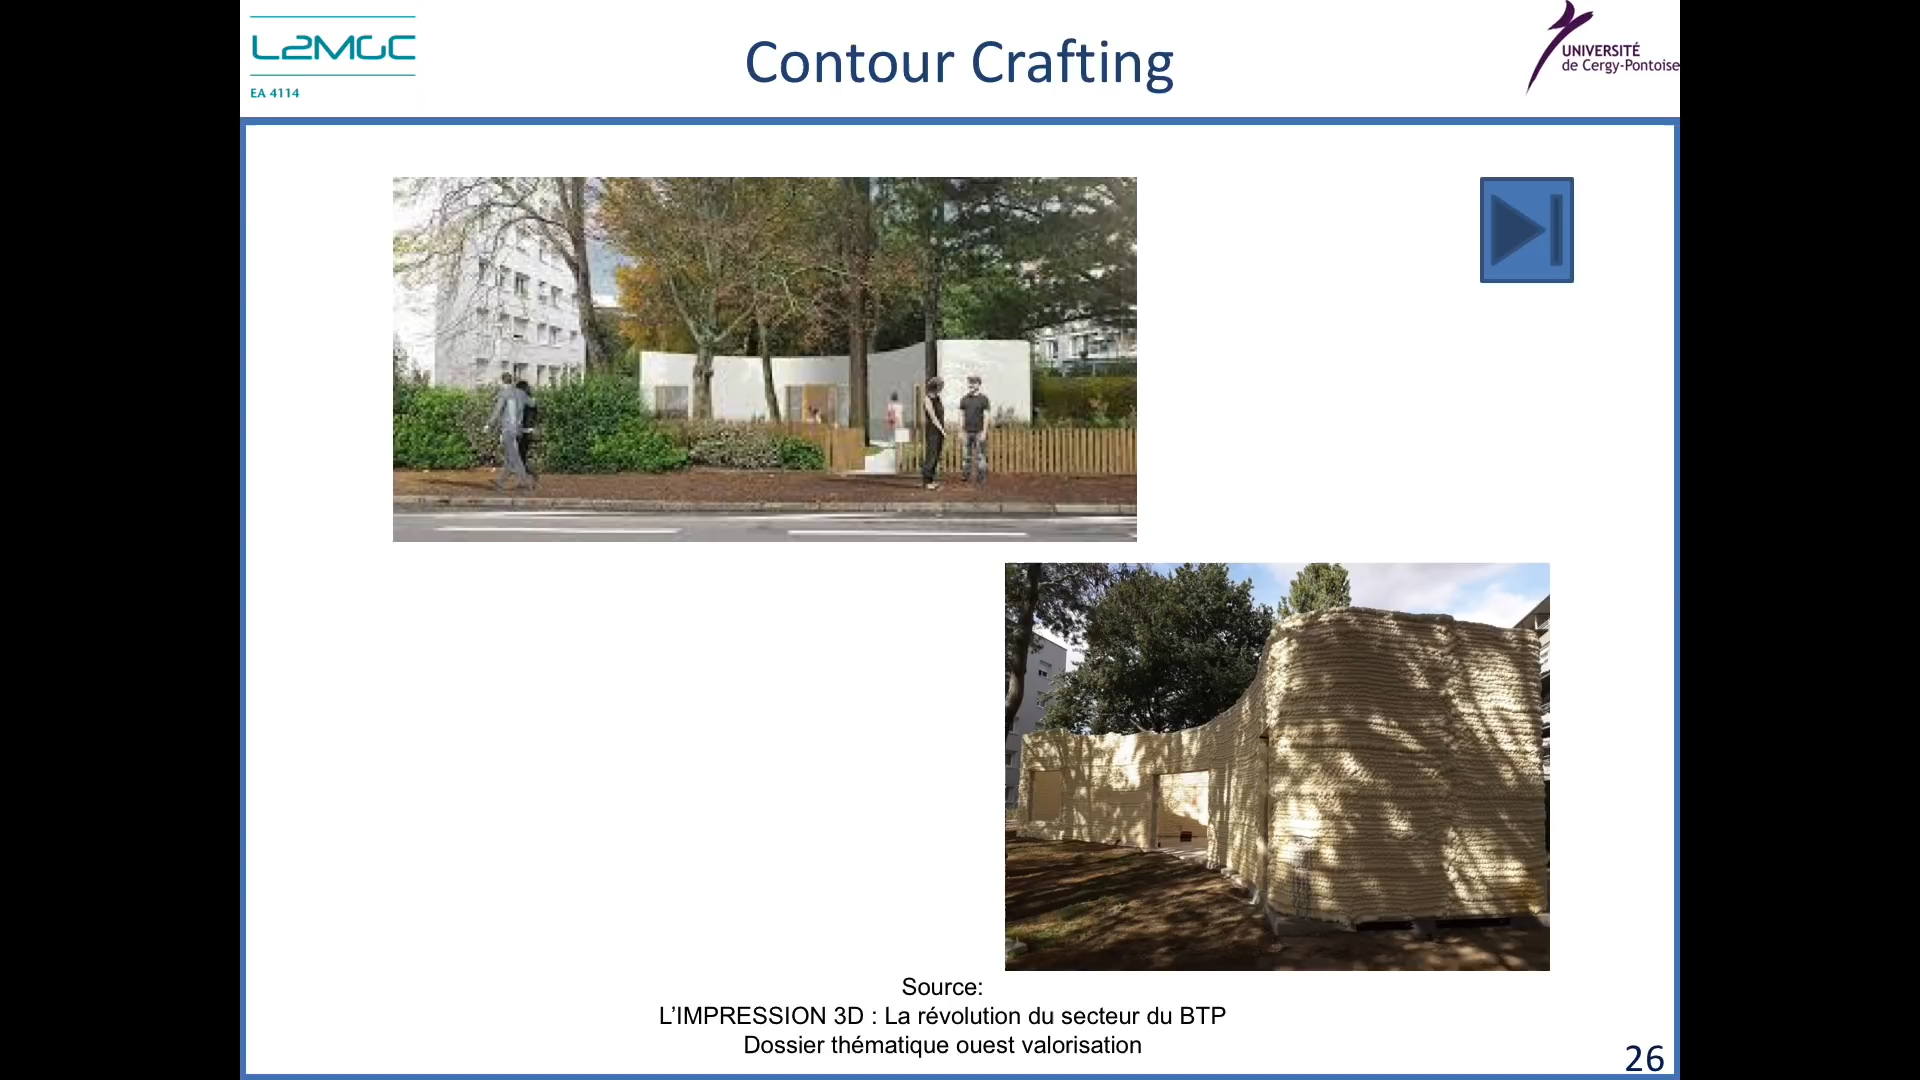 L2MGC
EA 4114
Contour Crafting
UNIVERSITÉ
de Cergy-Pontoise
Source:
L'IMPRESSION 3D : La révolution du secteur du BTP
Dossier thématique ouest valorisation
26